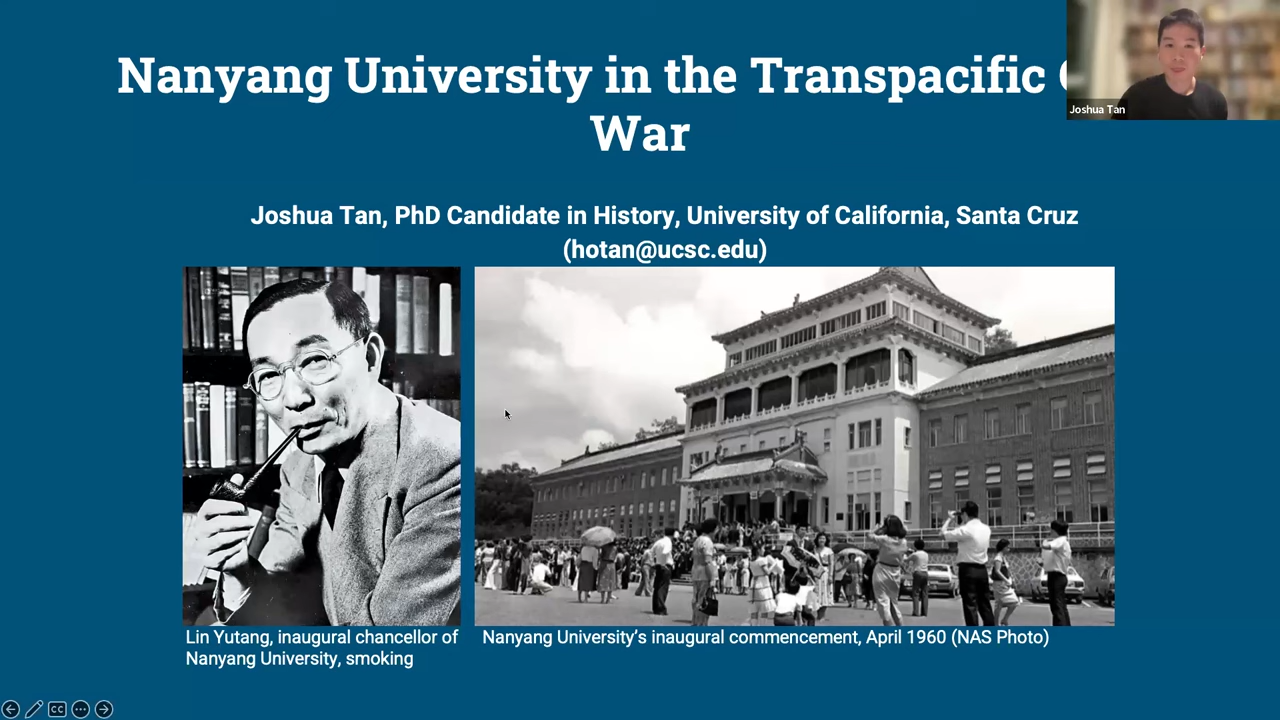 Nanyang University in the Transpacific
War
Joshua Tan
Joshua Tan, PhD Candidate in History, University of California, Santa Cruz
(hotan@ucsc.edu)
Lin Yutang, inaugural chancellor of
Nanyang University, smoking
Nanyang University’s inaugural commencement, April 1960 (NAS Photo)
CC